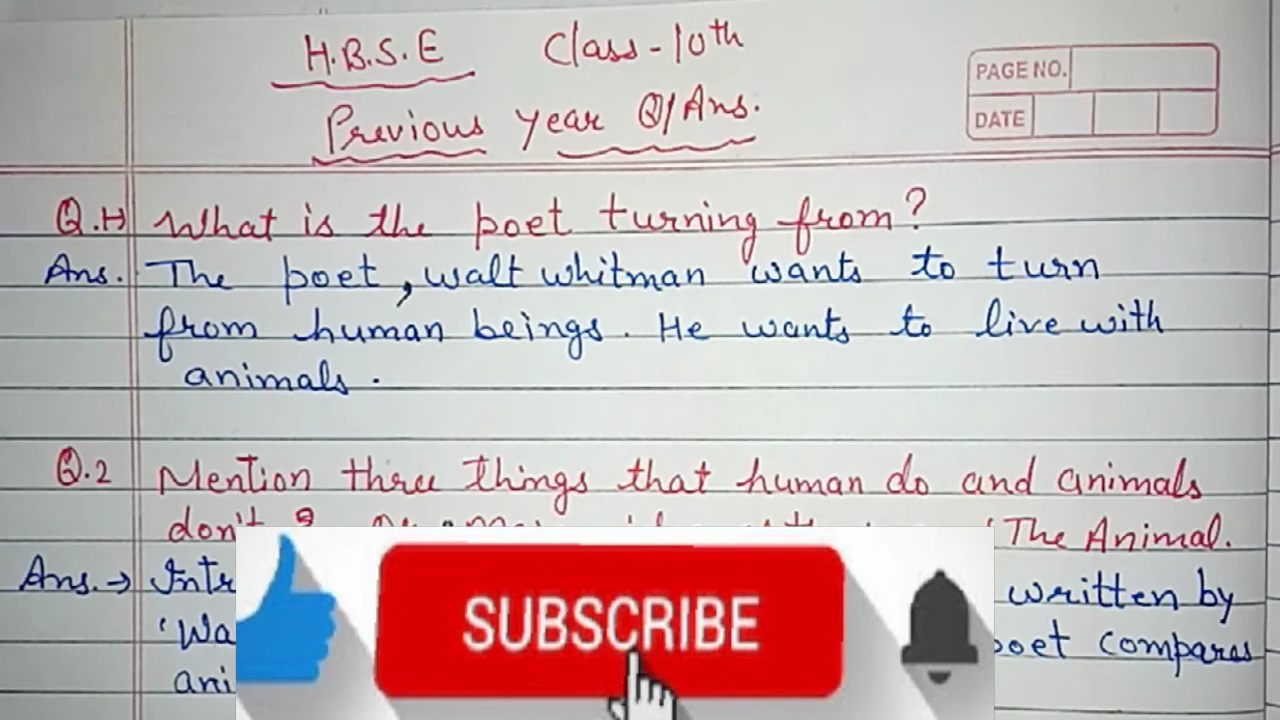 H.B.S.E Class-10th
Previous year Q/Ans.
PAGE NO.
DATE
What is the poet turning from?
Ans. The poet, walt whitman wants to turn
from human beings. He wants to live with
animals.
Q.2 Mention three things that human do and animals
don't The Animal.
Ans.→ written by
poet compares
SUBSCRIBE